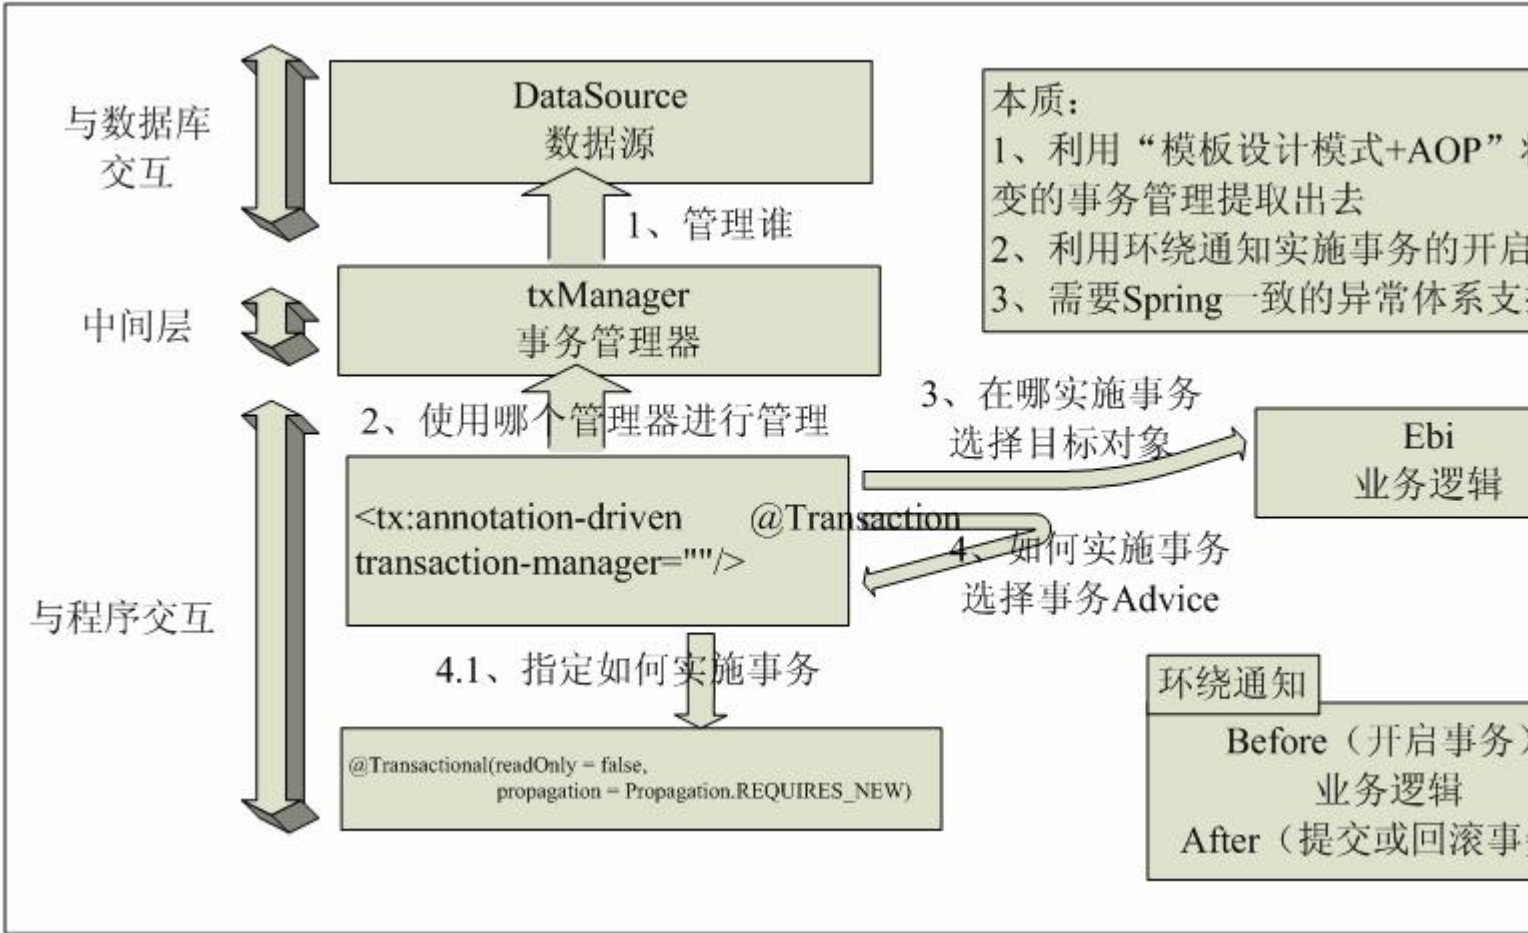 与数据库
交互
DataSource
数据源
1、管理谁
中间层
txManager
事务管理器
2、使用哪个管理器进行管理
与程序交互
<tx:annotation-driven @Transaction
transaction-manager=""/>
4.1、指定如何实施事务
@Transactional(readOnly = false,
propagation = Propagation.REQUIRES_NEW)
本质：
1、利用“模板设计模式+AOP”
变的事务管理提取出去
2、利用环绕通知实施事务的开启
3、需要Spring一致的异常体系支
3、在哪实施事务
选择目标对象
Ebi
业务逻辑
4、如何实施事务
选择事务Advice
环绕通知
Before（开启事务）
业务逻辑
After（提交或回滚事